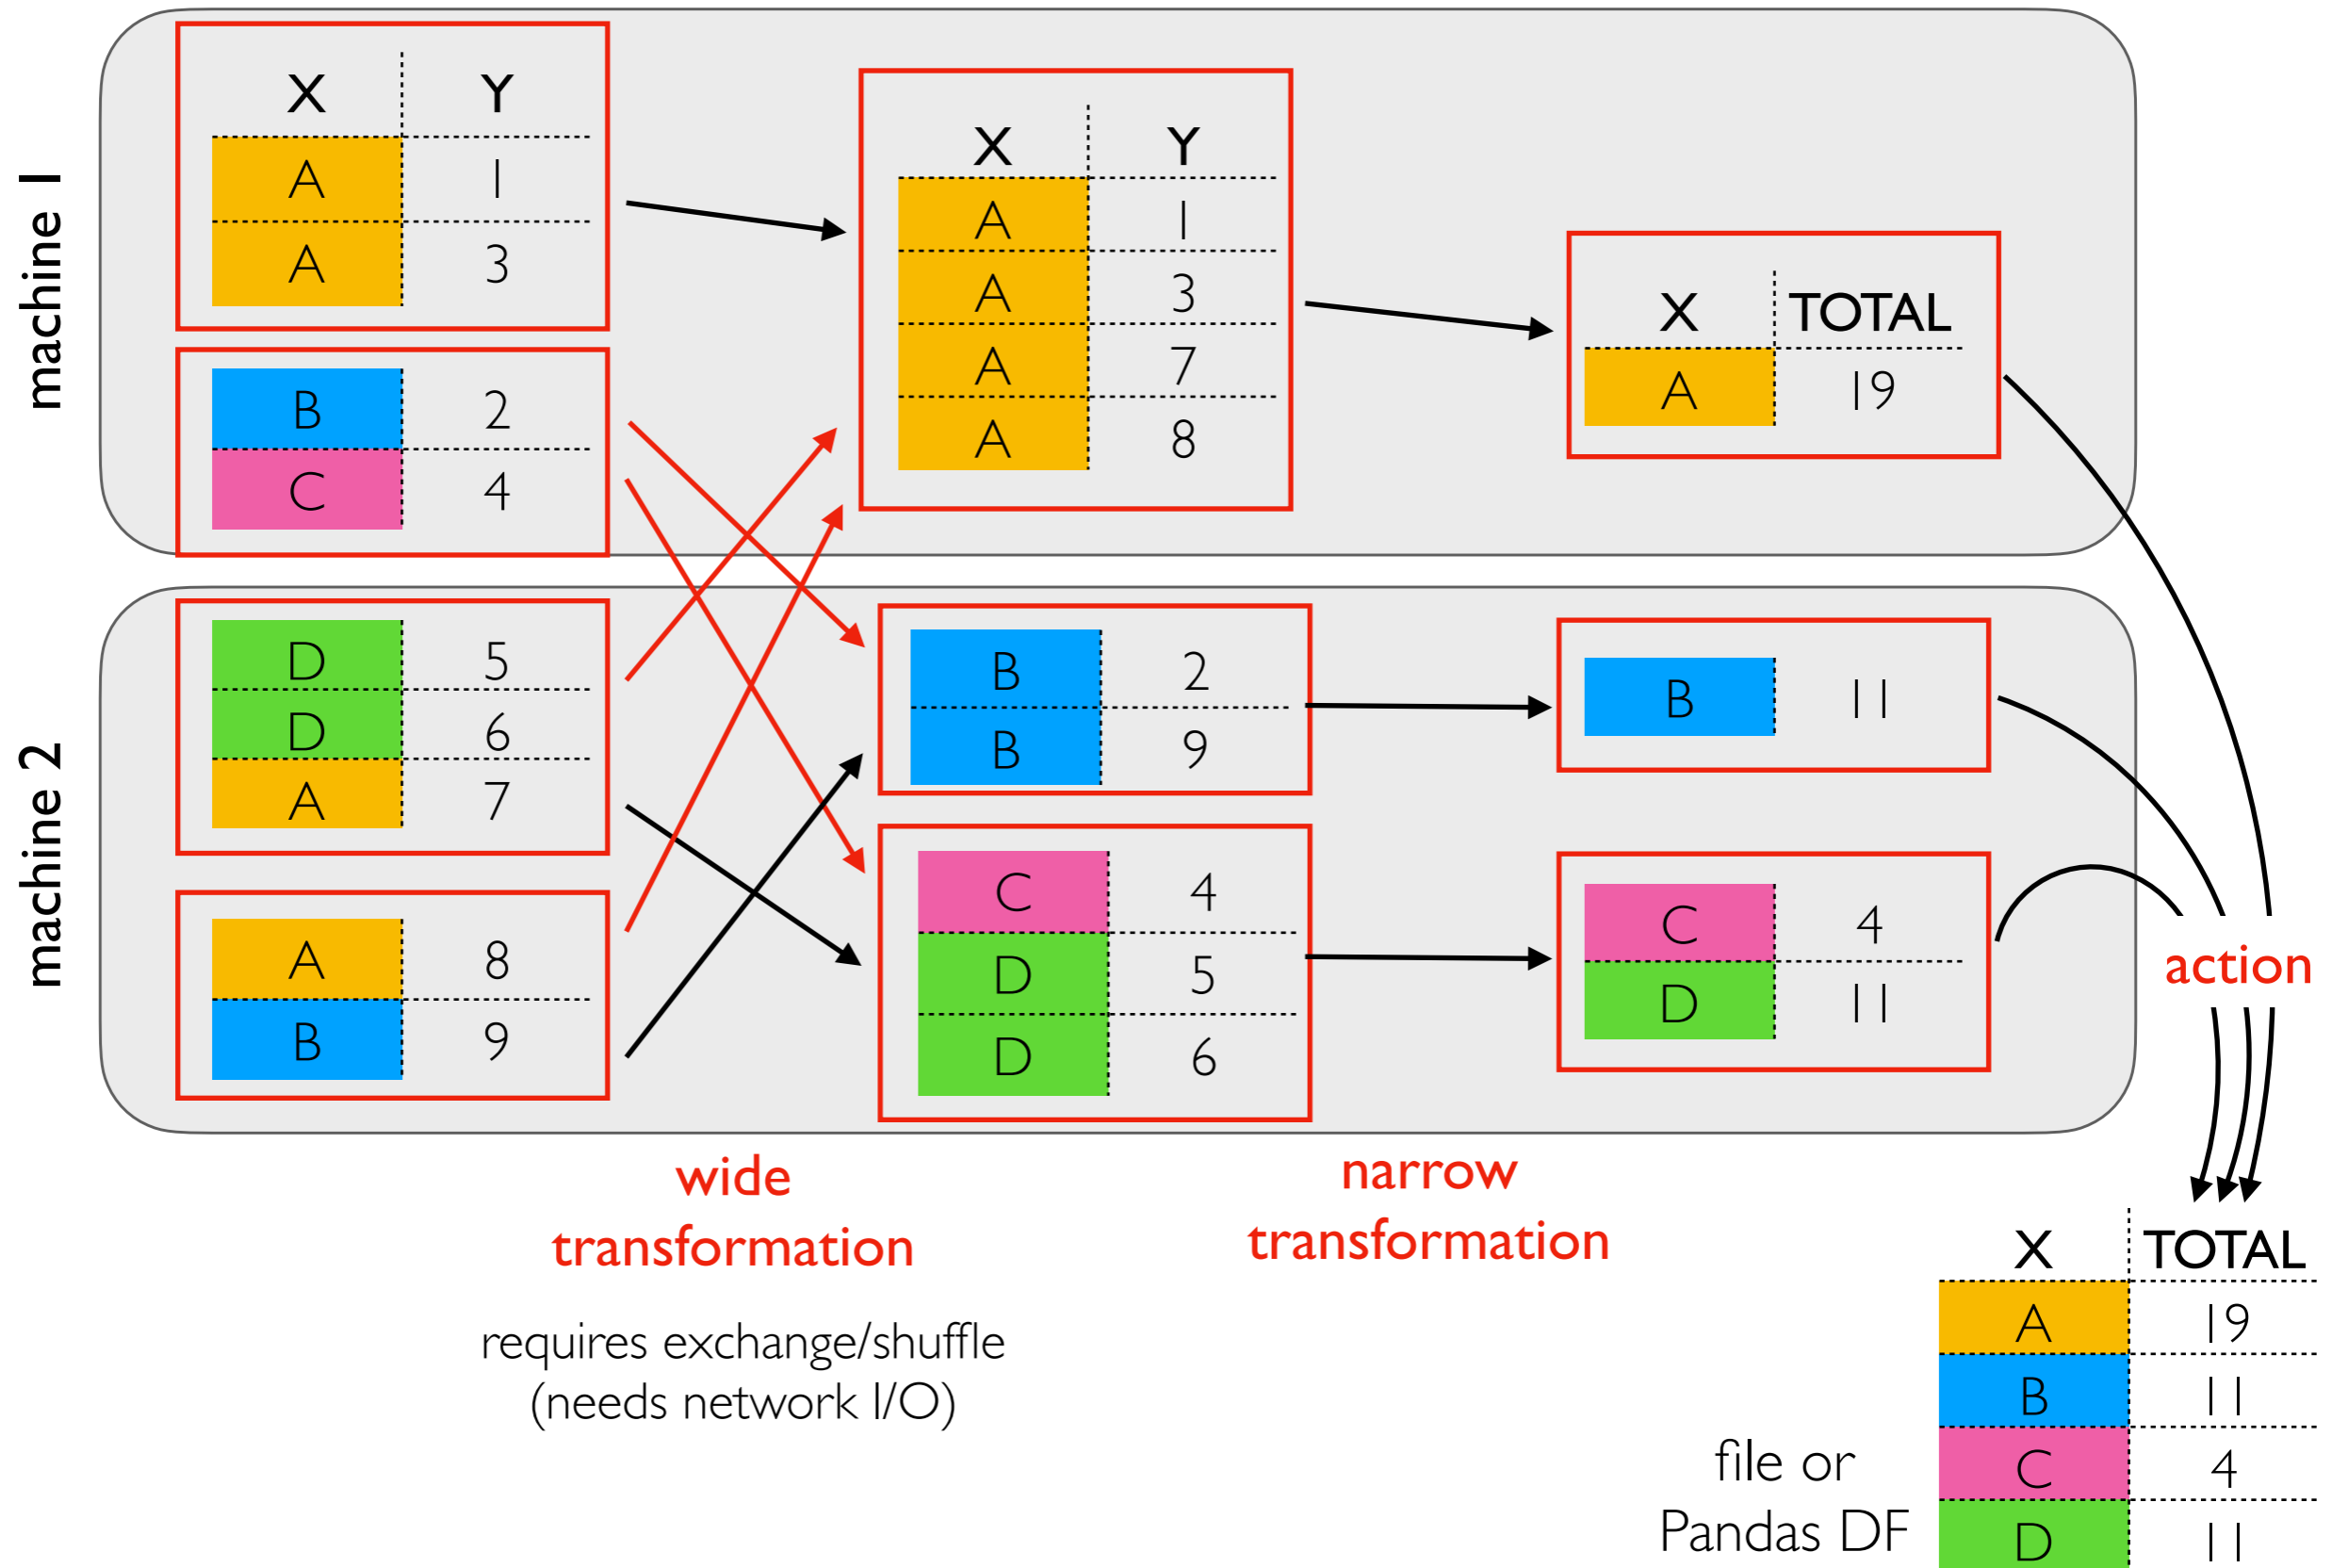 machine 1
X Y
A 1
A 3
B 2
C 4
X Y
A 1
A 3
A 7
A 8
X TOTAL
A 19
machine 2
D 5
D 6
A 7
A 8
B 9
B 2
B 9
C 4
D 5
D 6
B 11
C 4
D 11
action
wide
transformation
requires exchange/shuffle
(needs network I/O)
narrow
transformation
file or
Pandas DF
X TOTAL
A 19
B 11
C 4
D 11